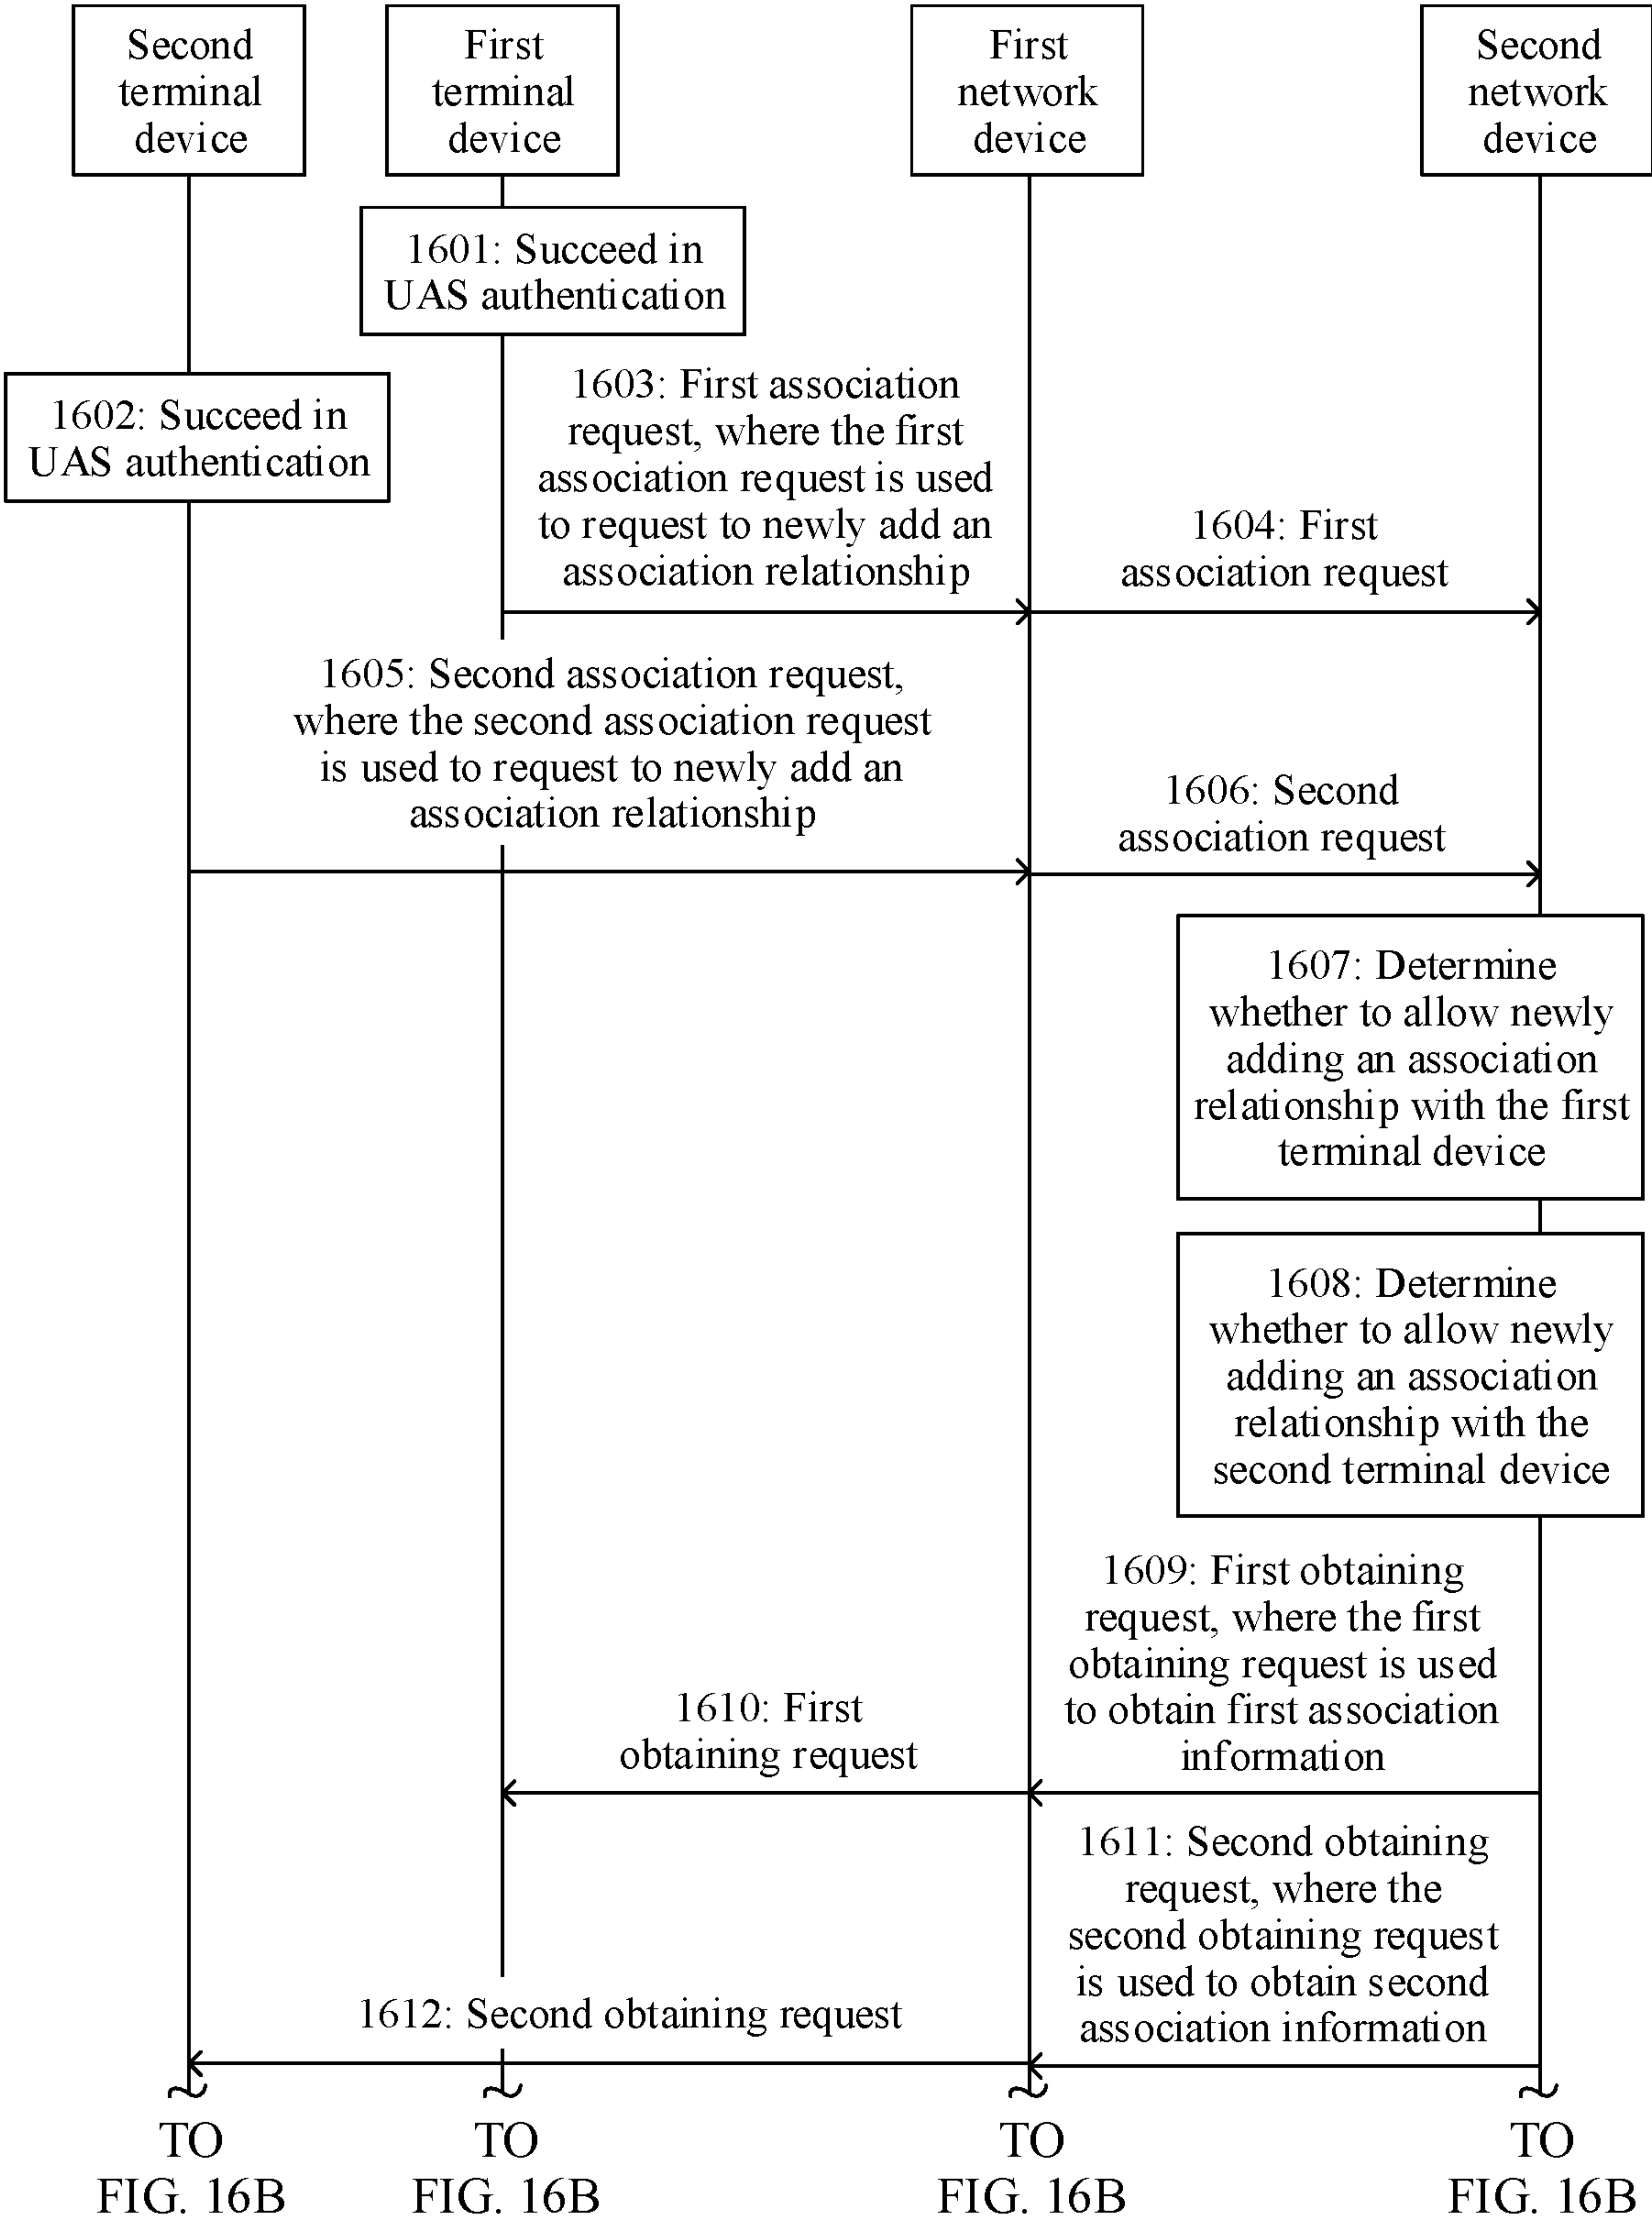 Second
terminal
device
First
terminal
device
First
network
device
Second
network
device
1601: Succeed in
UAS authentication
1602: Succeed in
UAS authentication
1603: First association
request, where the first
association request is used
to request to newly add an
association relationship
1604: First
association request
1605: Second association request,
where the second association request
is used to request to newly add an
association relationship
1606: Second
association request
1607: Determine
whether to allow newly
adding an association
relationship with the first
terminal device
1608: Determine
whether to allow newly
adding an association
relationship with the
second terminal device
1609: First obtaining
request, where the first
obtaining request is used
to obtain first association
information
1610: First
obtaining request
1611: Second obtaining
request, where the
second obtaining request
is used to obtain second
association information
1612: Second obtaining request
TO
FIG. 16B
TO
FIG. 16B
TO
FIG. 16B
TO
FIG. 16B